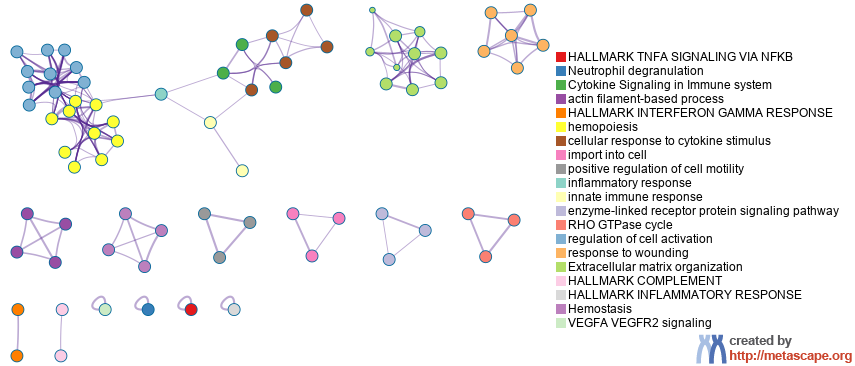 HALLMARK TNFA SIGNALING VIA NFKB
Neutrophil degranulation
Cytokine Signaling in Immune system
actin filament-based process
HALLMARK INTERFERON GAMMA RESPONSE
hemopoiesis
cellular response to cytokine stimulus
import into cell
positive regulation of cell motility
inflammatory response
innate immune response
enzyme-linked receptor protein signaling pathway
RHO GTPase cycle
regulation of cell activation
response to wounding
Extracellular matrix organization
HALLMARK COMPLEMENT
HALLMARK INFLAMMATORY RESPONSE
Hemostasis
VEGFA VEGFR2 signaling
created by
http://metascape.org